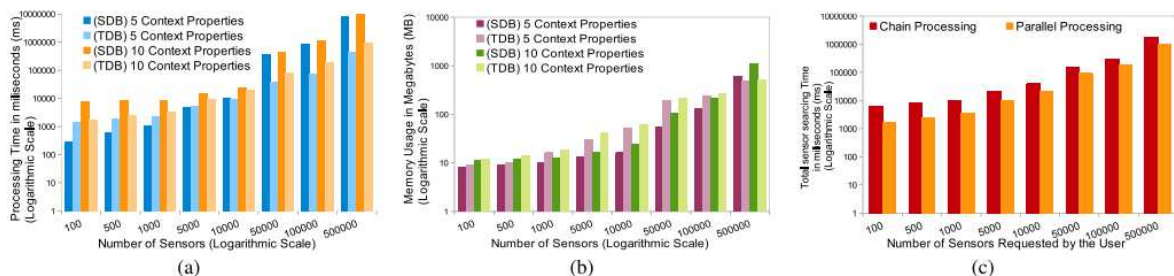 Processing Time in milliseconds (ms)
(Logarithmic Scale)
10000000
1000000
100000
10000
1000
100
10
1
(SDB) 5 Context Properties
(TDB) 5 Context Properties
(SDB) 10 Context Properties
(TDB) 10 Context Properties
100 500 1000 5000 10000 50000 100000 500000
Number of Sensors (Logarithmic Scale)
(a)
Memory Usage in Megabytes (MB)
(Logarithmic Scale)
10000
1000
100
10
1
(SDB) 5 Context Properties
(TDB) 5 Context Properties
(SDB) 10 Context Properties
(TDB) 10 Context Properties
100 500 1000 5000 10000 50000 100000 500000
Number of Sensors (Logarithmic Scale)
(b)
Total sensor searcing Time
in milliseconds (ms)
(Logarithmic Scale)
10000000
1000000
100000
10000
1000
100
10
1
Chain Processing
Parallel Processing
100 500 1000 5000 10000 50000 100000 500000
Number of Sensors Requested by the User
(c)